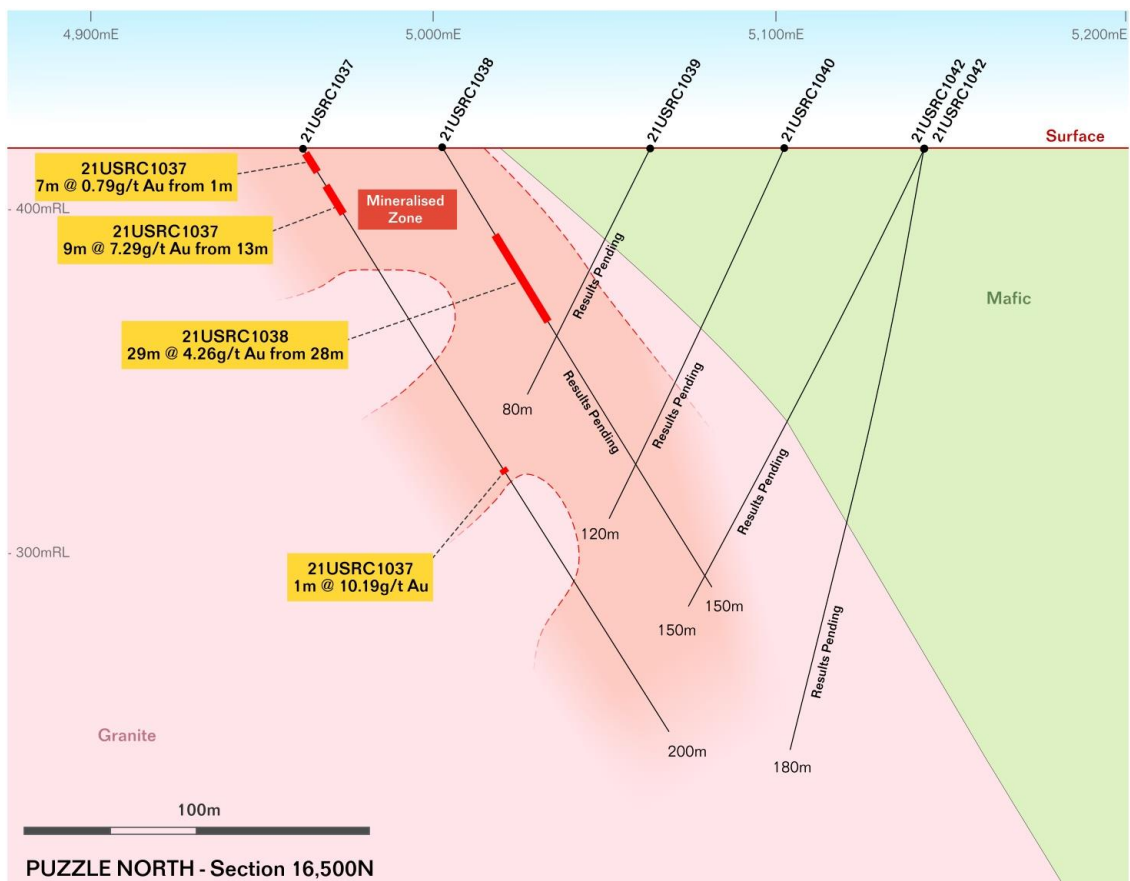 4,900mE
5,000mE
5,100mE
5,200mE
21USRC1037
21USRC1038
21USRC1039
21USRC1040
21USRC1042
21USRC1042
Surface
21USRC1037
7m @ 0.79g/t Au from 1m
400mRL
Mineralised
Zone
21USRC1037
9m @ 7.29g/t Au from 13m
Results Pending
Mafic
21USRC1038
29m @ 4.26g/t Au from 28m
80m
Results Pending
Results Pending
Results Pending
120m
300mRL
21USRC1037
1m @ 10.19g/t Au
150m
150m
Results Pending
Granite
200m
180m
100m
PUZZLE NORTH - Section 16,500N